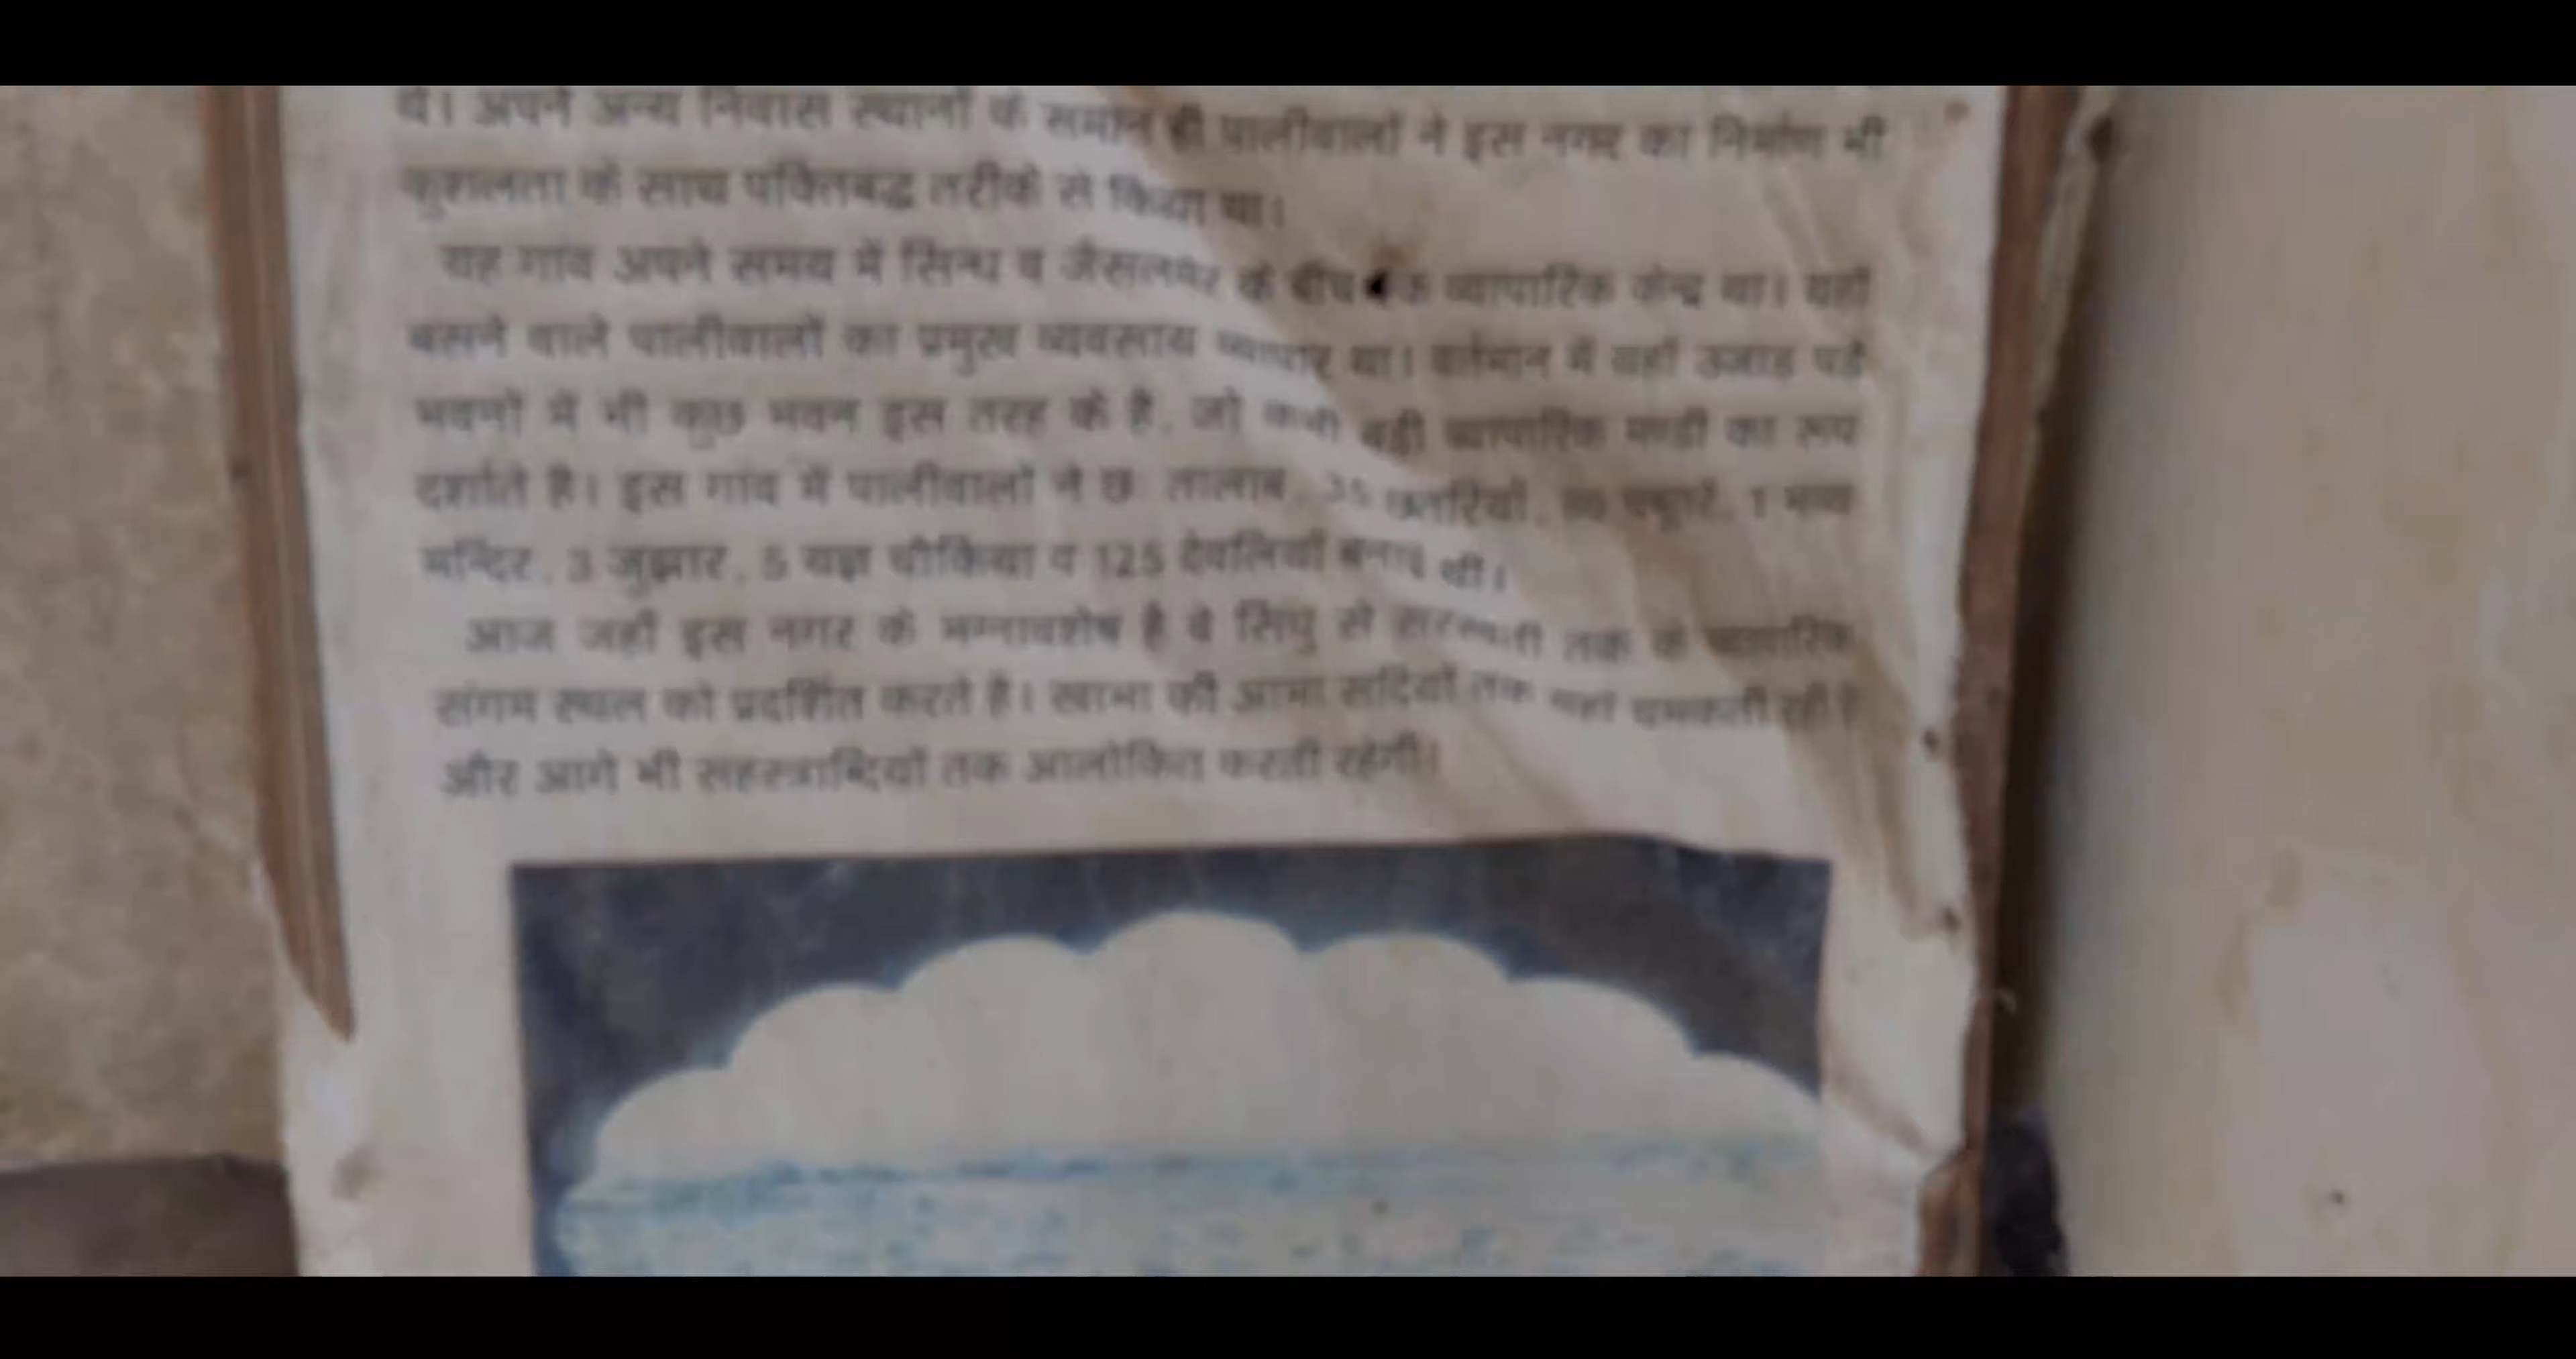 थे। अपने अन्य निवास स्थानों के समान ही पालीवालों ने इस नगर का निर्माण भी
कुशलता के साथ पंक्तिबद्ध तरीके से किया था।
यह गांव अपने समय में सिन्ध व जैसलमेर के बीच व्यापारिक केन्द्र था। यहाँ
बसने वाले पालीवालों का प्रमुख व्यवसाय व्यापार था। वर्तमान में यहाँ उजाड पडे
भवनों में भी कुछ भवन इस तरह के है, जो कभी बड़ी व्यापारिक मण्डी का रूप
दर्शाते है। इस गांव में पालीवालों ने छः तालाब, 35 छतरियाँ, 1 भव्य
मन्दिर, 3 जुझार, 5 यज्ञ चौकिया व 125 देवलियाँ बनाई थी।
आज जहाँ इस नगर के भग्नावशेष है वे सिंधु से सरस्वती तक के व्यापारिक
संगम स्थल को प्रदर्शित करते है। खाभा की आभा सदियों तक यहां चमकती रही है
और आगे भी सहस्त्राब्दियों तक आलोकित करती रहेगी।